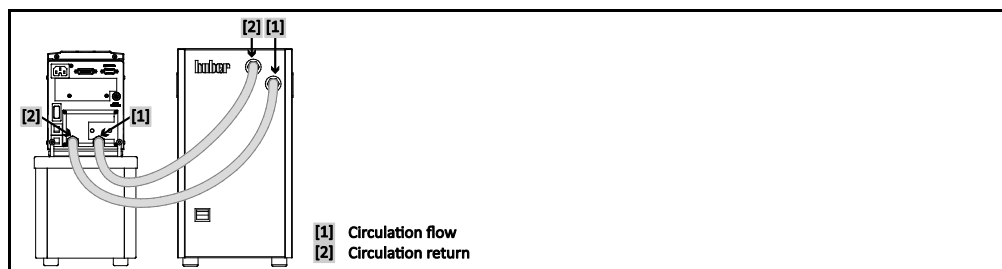 [2] [1]
huber
[2] [1]
[1] Circulation flow
[2] Circulation return